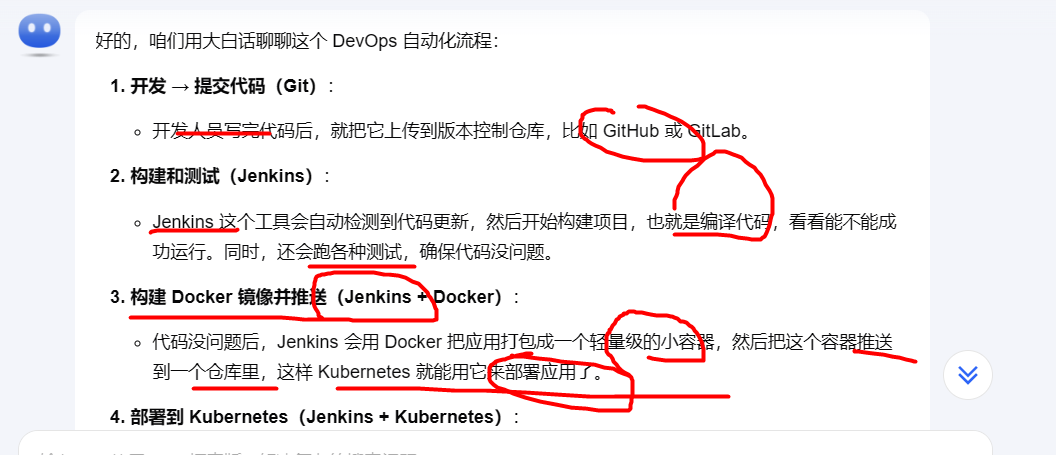 好的，咱们用大白话聊聊这个 DevOps 自动化流程：
1. 开发 → 提交代码（Git）：
开发人员写完代码后，就把它上传到版本控制仓库，比如 GitHub 或 GitLab。
2. 构建和测试（Jenkins）：
Jenkins 这个工具会自动检测到代码更新，然后开始构建项目，也就是编译代码，看看能不能成
功运行。同时，还会跑各种测试，确保代码没问题。
3. 构建 Docker 镜像并推送（Jenkins + Docker）：
代码没问题后，Jenkins 会用 Docker 把应用打包成一个轻量级的小容器，然后把这个容器推送
到一个仓库里，这样 Kubernetes 就能用它来部署应用了。
4. 部署到 Kubernetes（Jenkins + Kubernetes）：